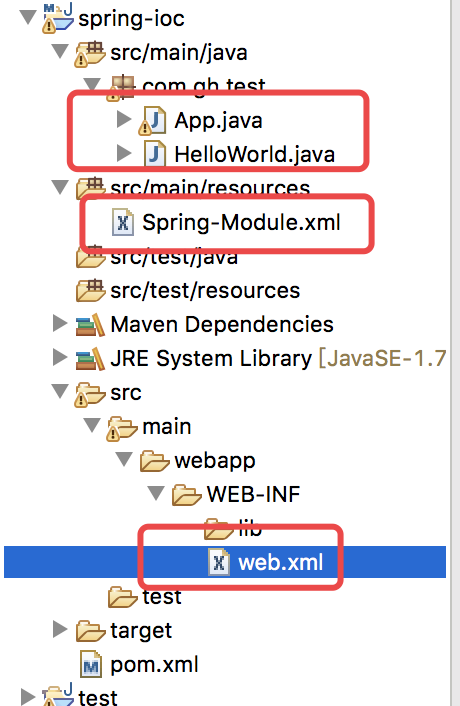 spring-ioc
src/main/java
com.gh.test
App.java
HelloWorld.java
src/main/resources
Spring-Module.xml
src/test/java
src/test/resources
Maven Dependencies
JRE System Library [JavaSE-1.7
src
main
webapp
WEB-INF
lib
web.xml
test
target
pom.xml
test